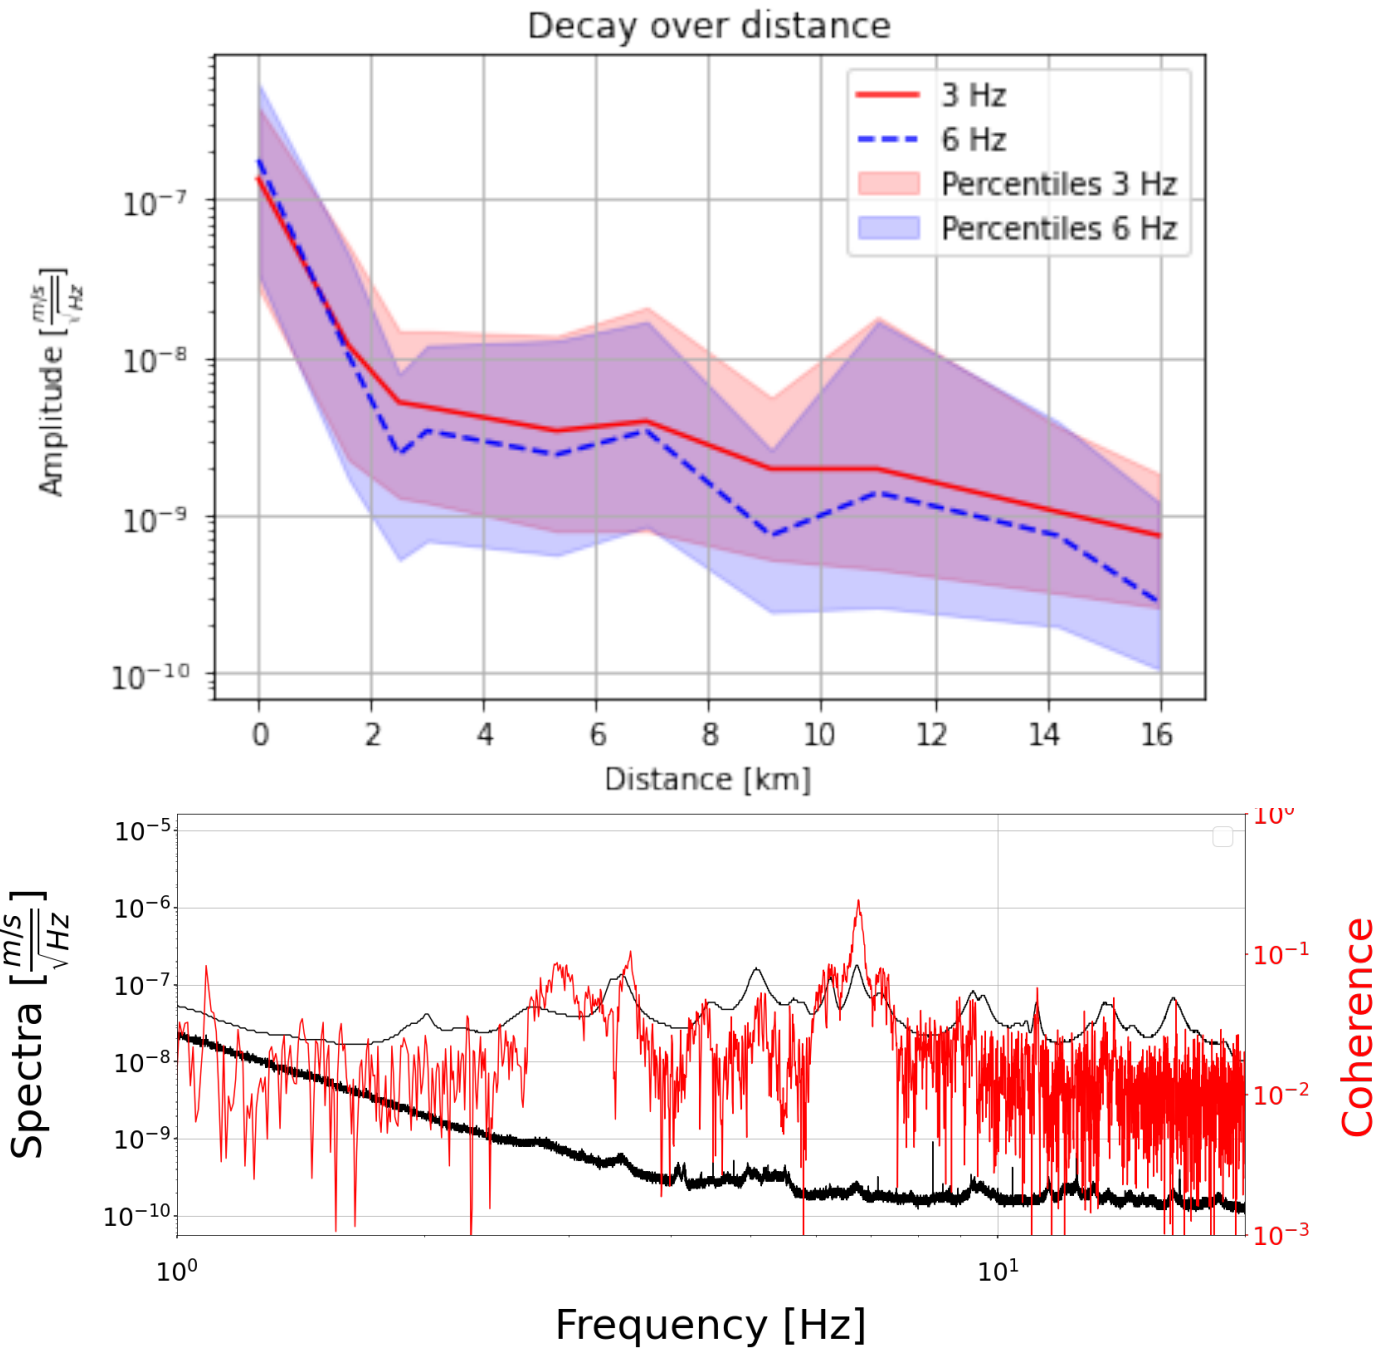 Decay over distance
3 Hz
6 Hz
Percentiles 3 Hz
Percentiles 6 Hz
10⁻⁷
10⁻⁸
10⁻⁹
10⁻¹⁰
Amplitude [m/s/√Hz]
0 2 4 6 8 10 12 14 16
Distance [km]
10⁻⁵
10⁻⁶
10⁻⁷
10⁻⁸
10⁻⁹
10⁻¹⁰
Spectra [m/s/√Hz]
10⁰
10⁻¹
10⁻²
10⁻³
Coherence
10⁰ 10¹
Frequency [Hz]